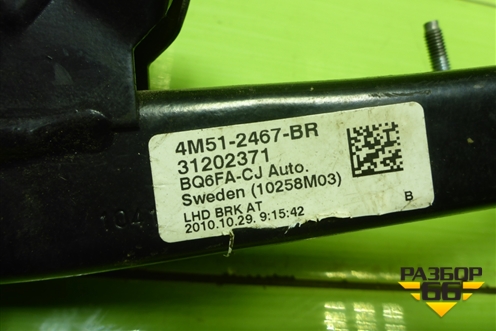 4M51-2467-BR
31202371
BQ6FA-CJ Auto.
Sweden (10258M03)
LHD BRK AT
2010.10.29. 9:15:42
B
РАЗБОР
66